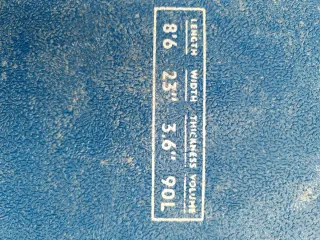 LENGTH WIDTH THICKNESS VOLUME
8'6 23" 3.6" 90L